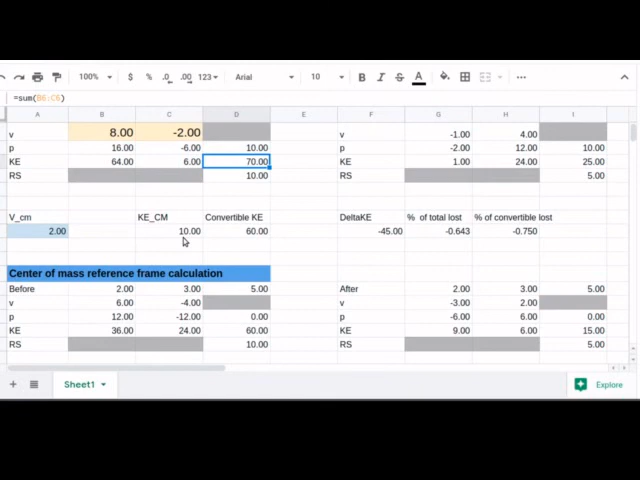 100% $ % .0 .00 123 Arial 10 B I S A
=sum(B6:C6)
A B C D E F G H I
v 8.00 -2.00 v -1.00 4.00
p 16.00 -6.00 10.00 p -2.00 12.00 10.00
KE 64.00 6.00 70.00 KE 1.00 24.00 25.00
RS 10.00 RS 5.00
V_cm KE_CM Convertible KE DeltaKE % of total lost % of convertible lost
2.00 10.00 60.00 -45.00 -0.643 -0.750
Center of mass reference frame calculation
Before 2.00 3.00 5.00 After 2.00 3.00 5.00
v 6.00 -4.00 v -3.00 2.00
p 12.00 -12.00 0.00 p -6.00 6.00 0.00
KE 36.00 24.00 60.00 KE 9.00 6.00 15.00
RS 10.00 RS 5.00
Sheet1 Explore